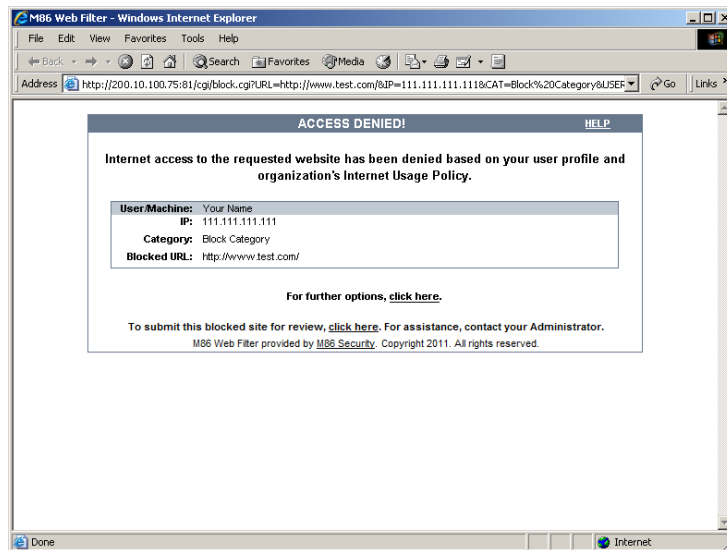 M86 Web Filter - Windows Internet Explorer
File Edit View Favorites Tools Help
Back Search Favorites Media
Address http://200.10.100.75:81/cgi/block.cgi?URL=http://www.test.com/&IP=111.111.111.111&CAT=Block%20Category&USER Go Links »
ACCESS DENIED! HELP
Internet access to the requested website has been denied based on your user profile and
organization's Internet Usage Policy.
User/Machine: Your Name
IP: 111.111.111.111
Category: Block Category
Blocked URL: http://www.test.com/
For further options, click here.
To submit this blocked site for review, click here. For assistance, contact your Administrator.
M86 Web Filter provided by M86 Security. Copyright 2011. All rights reserved.
Done Internet